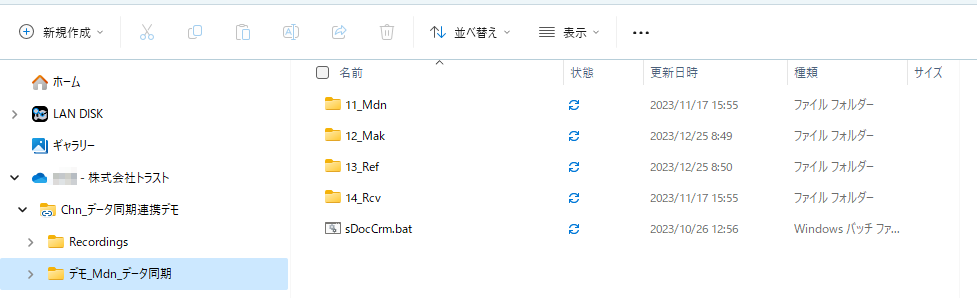 新規作成 並べ替え 表示
名前 状態 更新日時 種類 サイズ
ホーム
LAN DISK
ギャラリー
- 株式会社トラスト
Chn_データ同期連携デモ
Recordings
デモ_Mdn_データ同期
11_Mdn 2023/11/17 15:55 ファイル フォルダー
12_Mak 2023/12/25 8:49 ファイル フォルダー
13_Ref 2023/12/25 8:50 ファイル フォルダー
14_Rcv 2023/11/17 15:55 ファイル フォルダー
sDocCrm.bat 2023/10/26 12:56 Windows バッチ ファ...